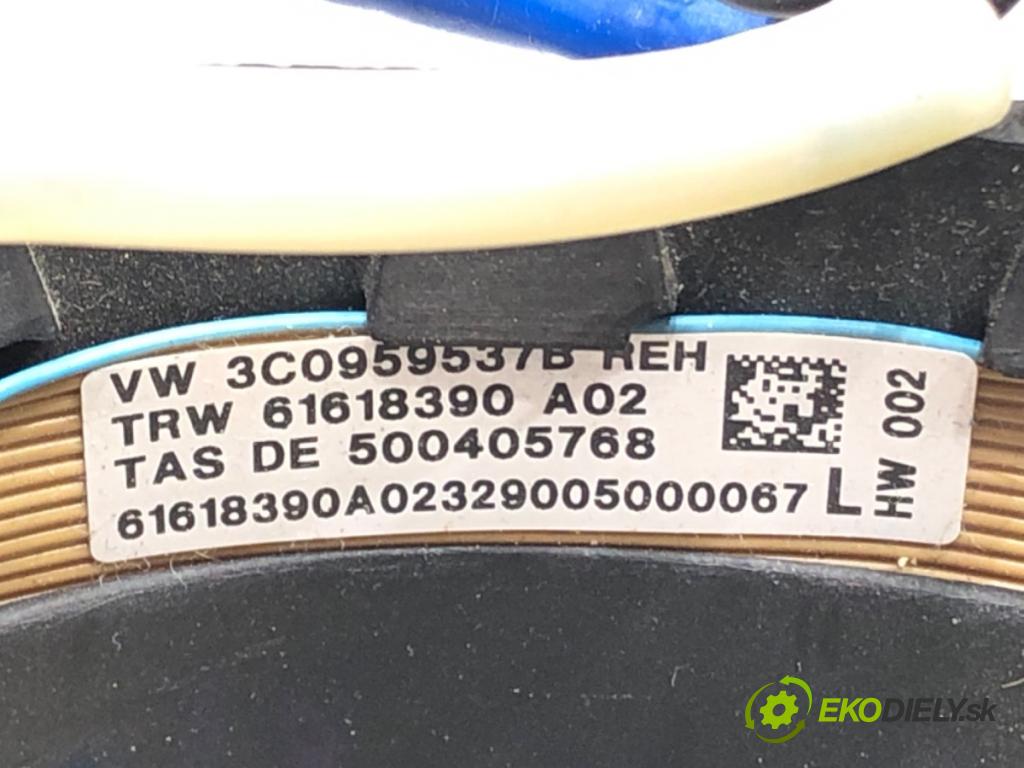 VW 3C0959537B REH
TRW 61618390 A02
TAS DE 500405768
61618390A02329005000067 L
HW 002
EKODIELY.sk